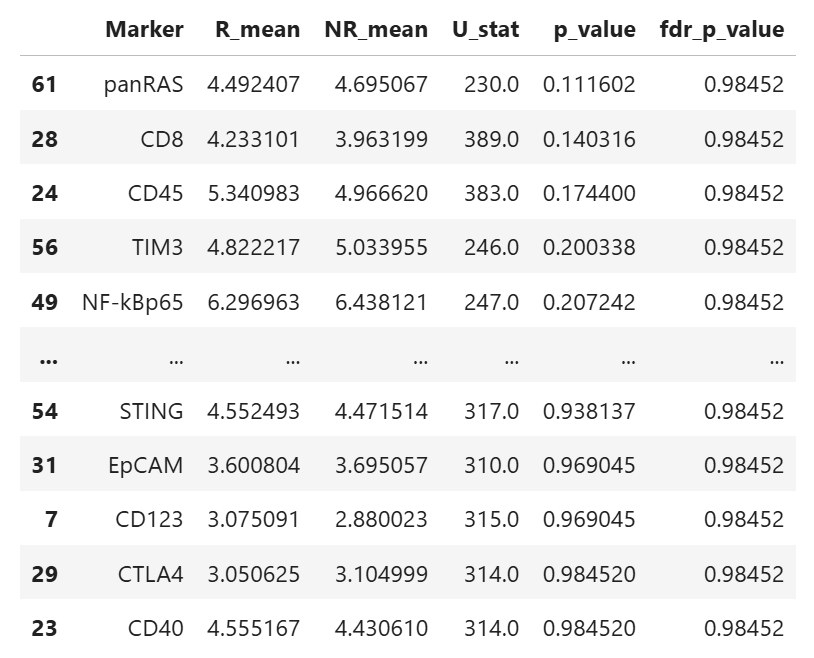 Marker R_mean NR_mean U_stat p_value fdr_p_value
61 panRAS 4.492407 4.695067 230.0 0.111602 0.98452
28 CD8 4.233101 3.963199 389.0 0.140316 0.98452
24 CD45 5.340983 4.966620 383.0 0.174400 0.98452
56 TIM3 4.822217 5.033955 246.0 0.200338 0.98452
49 NF-kBp65 6.296963 6.438121 247.0 0.207242 0.98452
... ... ... ... ... ... ...
54 STING 4.552493 4.471514 317.0 0.938137 0.98452
31 EpCAM 3.600804 3.695057 310.0 0.969045 0.98452
7 CD123 3.075091 2.880023 315.0 0.969045 0.98452
29 CTLA4 3.050625 3.104999 314.0 0.984520 0.98452
23 CD40 4.555167 4.430610 314.0 0.984520 0.98452